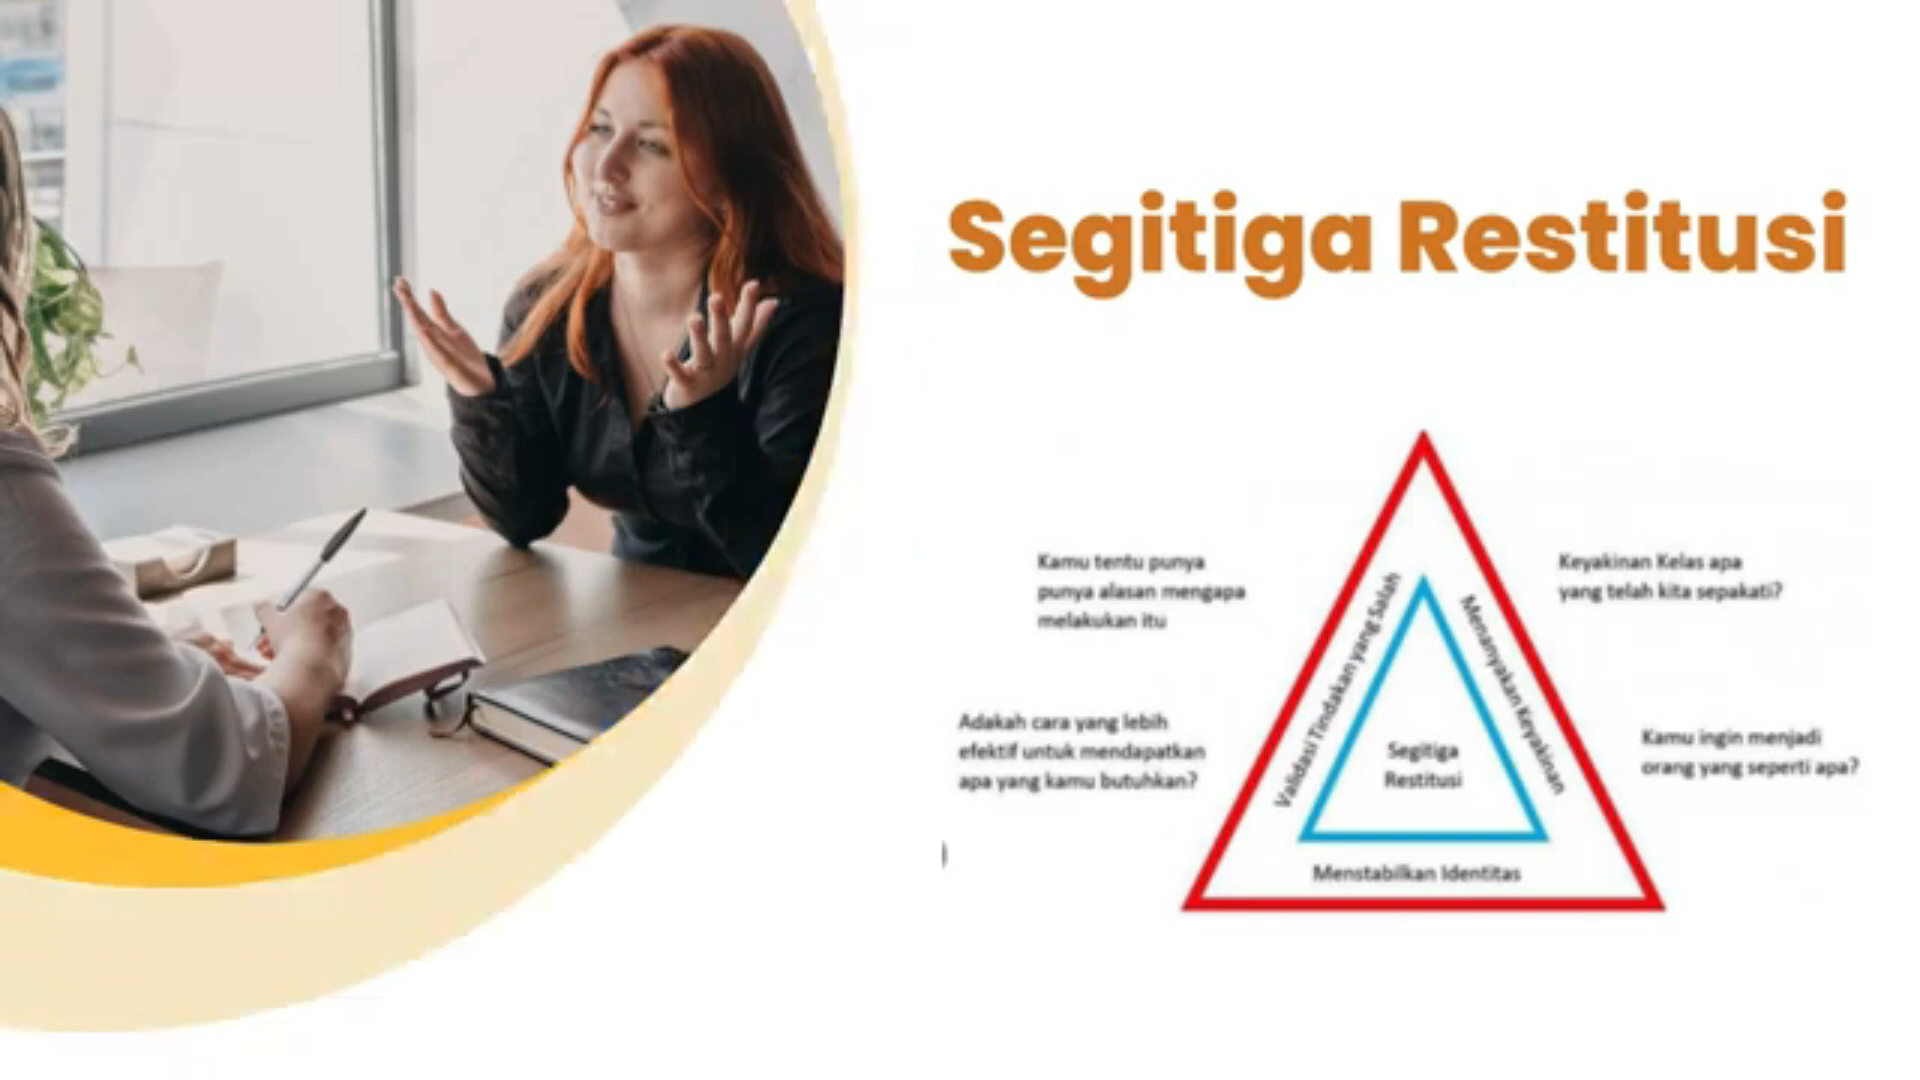 Segitiga Restitusi
Kamu tentu punya
punya alasan mengapa
melakukan itu
Adakah cara yang lebih
efektif untuk mendapatkan
apa yang kamu butuhkan?
Validasi Tindakan yang Salah
Menanyakan Keyakinan
Segitiga
Restitusi
Menstabilkan Identitas
Keyakinan Kelas apa
yang telah kita sepakati?
Kamu ingin menjadi
orang yang seperti apa?